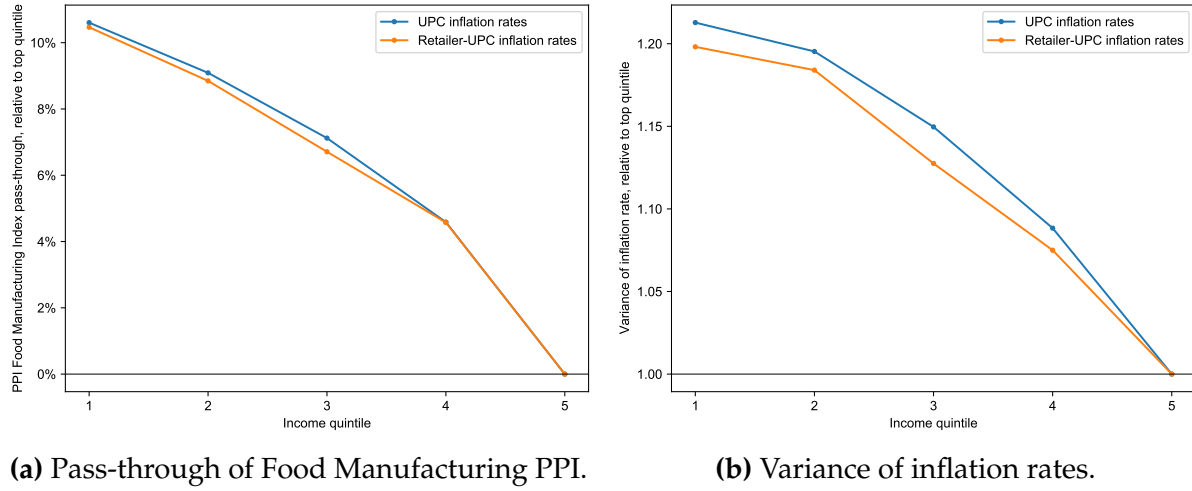 PPI Food Manufacturing Index pass-through, relative to top quintile
10%
8%
6%
4%
2%
0%
UPC inflation rates
Retailer-UPC inflation rates
1 2 3 4 5
Income quintile
(a) Pass-through of Food Manufacturing PPI.
Variance of inflation rate, relative to top quintile
1.20
1.15
1.10
1.05
1.00
UPC inflation rates
Retailer-UPC inflation rates
1 2 3 4 5
Income quintile
(b) Variance of inflation rates.